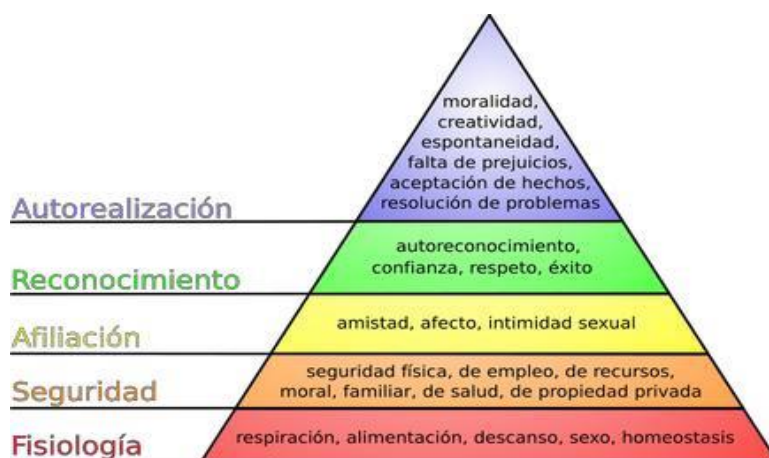 moralidad,
creatividad,
espontaneidad,
falta de prejuicios,
aceptación de hechos,
resolución de problemas
Autorealización
autoreconocimiento,
confianza, respeto, éxito
Reconocimiento
amistad, afecto, intimidad sexual
Afiliación
seguridad física, de empleo, de recursos,
moral, familiar, de salud, de propiedad privada
Seguridad
respiración, alimentación, descanso, sexo, homeostasis
Fisiología